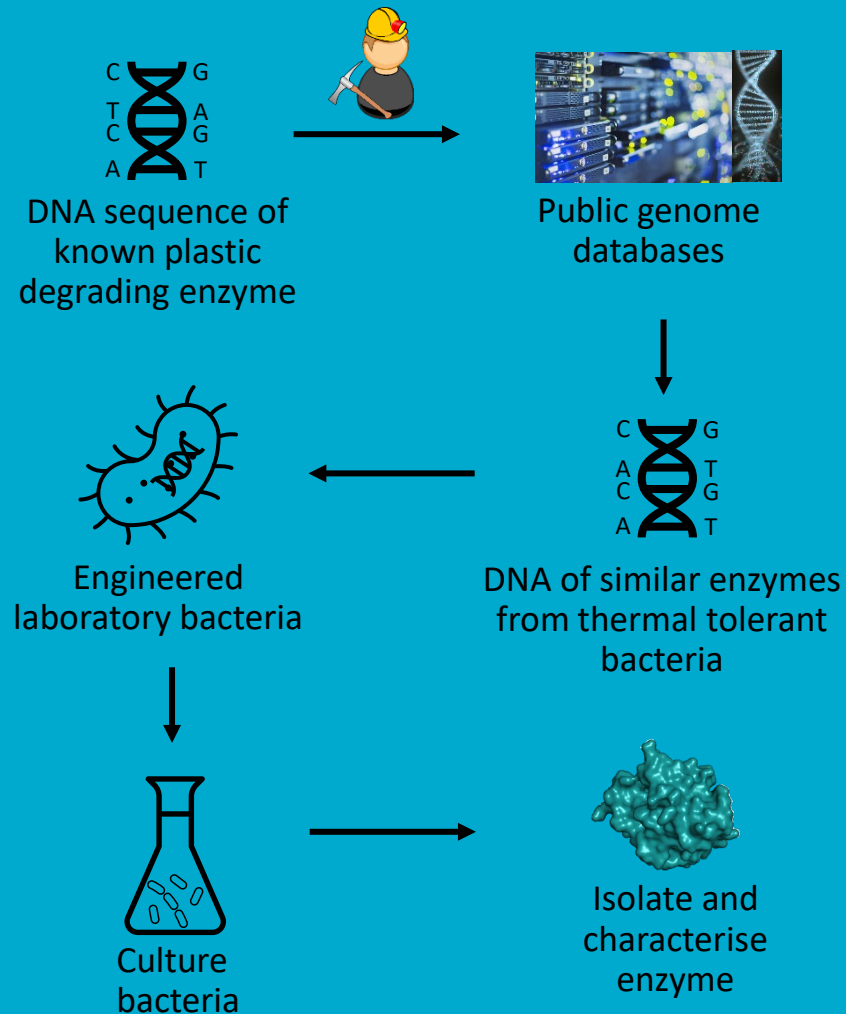 C G
T A
C G
A T
DNA sequence of
known plastic
degrading enzyme
Public genome
databases
C G
A T
C G
A T
DNA of similar enzymes
from thermal tolerant
bacteria
Engineered
laboratory bacteria
Culture
bacteria
Isolate and
characterise
enzyme